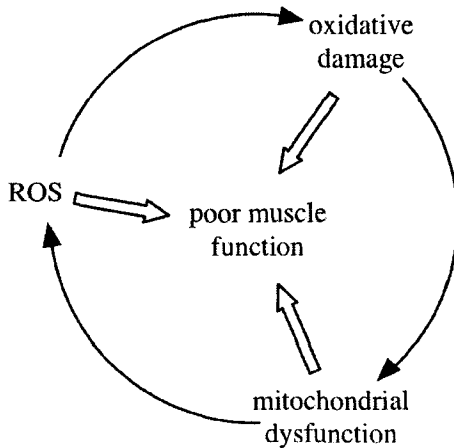 oxidative
damage
ROS
poor muscle
function
mitochondrial
dysfunction